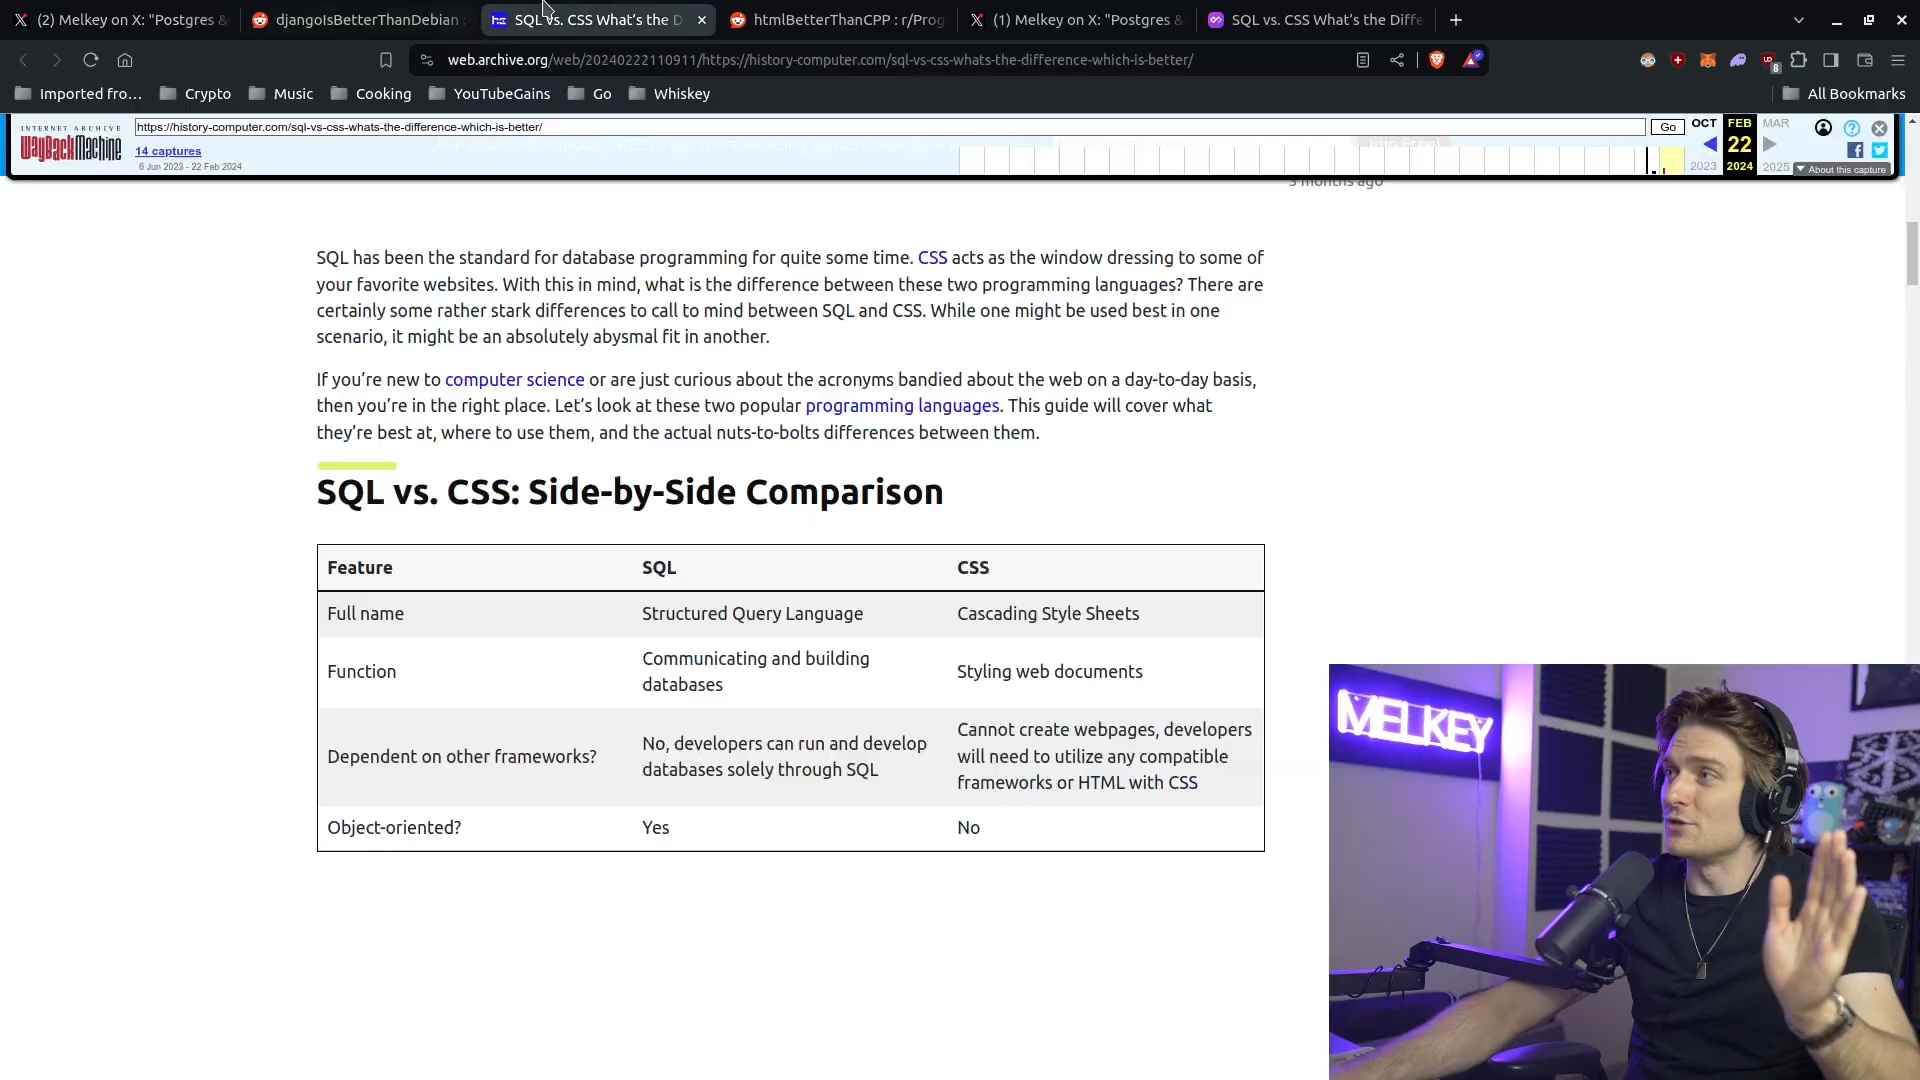 (2) Melkey on X: "Postgres &
djangoIsBetterThanDebian :
SQL vs. CSS What's the D
htmlBetterThanCPP : r/Prog
(1) Melkey on X: "Postgres &
SQL vs. CSS What's the Diffe
web.archive.org/web/20240222110911/https://history-computer.com/sql-vs-css-whats-the-difference-which-is-better/
8
Imported fro...
Crypto
Music
Cooking
YouTubeGains
Go
Whiskey
All Bookmarks
INTERNET ARCHIVE
WayBackMachine
https://history-computer.com/sql-vs-css-whats-the-difference-which-is-better/
Go
14 captures
6 Jun 2023 - 22 Feb 2024
OCT
FEB
MAR
22
2023
2024
2025
About this capture
Join Free!
3 months ago
SQL has been the standard for database programming for quite some time. CSS acts as the window dressing to some of
your favorite websites. With this in mind, what is the difference between these two programming languages? There are
certainly some rather stark differences to call to mind between SQL and CSS. While one might be used best in one
scenario, it might be an absolutely abysmal fit in another.
If you're new to computer science or are just curious about the acronyms bandied about the web on a day-to-day basis,
then you're in the right place. Let's look at these two popular programming languages. This guide will cover what
they're best at, where to use them, and the actual nuts-to-bolts differences between them.
SQL vs. CSS: Side-by-Side Comparison
Feature SQL CSS
Full name Structured Query Language Cascading Style Sheets
Function
Communicating and building
databases
Styling web documents
Dependent on other frameworks?
No, developers can run and develop
databases solely through SQL
Cannot create webpages, developers
will need to utilize any compatible
frameworks or HTML with CSS
Object-oriented? Yes No
MELKEY